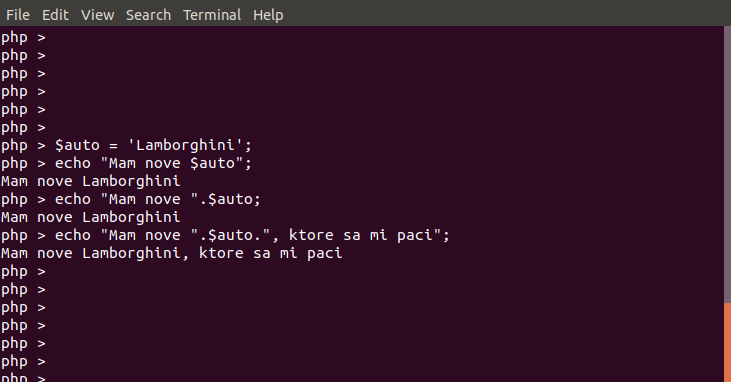 File Edit View Search Terminal Help
php >
php >
php >
php >
php >
php >
php > $auto = 'Lamborghini';
php > echo "Mam nove $auto";
Mam nove Lamborghini
php > echo "Mam nove ".$auto;
Mam nove Lamborghini
php > echo "Mam nove ".$auto.", ktore sa mi paci";
Mam nove Lamborghini, ktore sa mi paci
php >
php >
php >
php >
php >
php >
php >